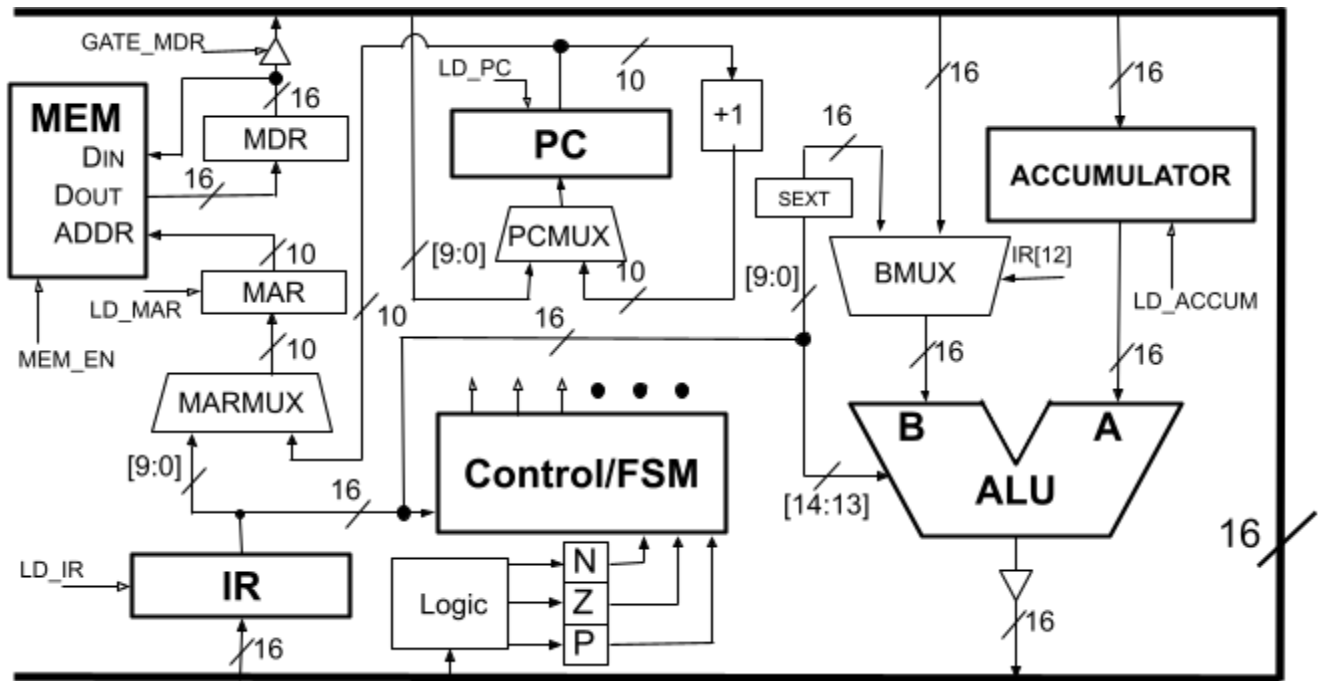 GATE_MDR
16
MEM
DIN
DOUT
ADDR
16
MDR
10
MAR
LD_MAR
MEM_EN
10
MARMUX
[9:0]
16
LD_IR
IR
16
LD_PC
10
PC
+1
[9:0]
PCMUX
10
10
16
Control/FSM
Logic
N
Z
P
16
16
16
SEXT
ACCUMULATOR
[9:0]
BMUX
IR[12]
LD_ACCUM
16
16
B
A
ALU
[14:13]
16
16